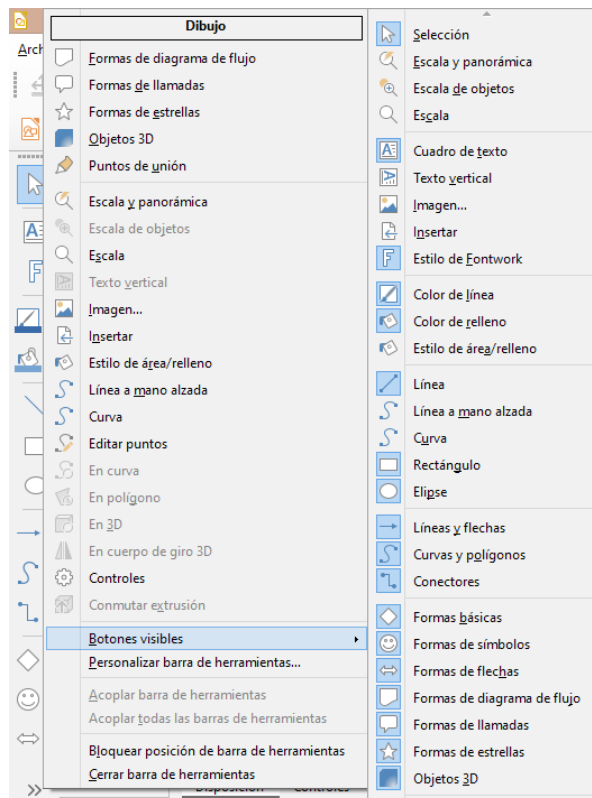 Dibujo
Arch
Formas de diagrama de flujo
Formas de llamadas
Formas de estrellas
Objetos 3D
Puntos de unión
Escala y panorámica
Escala de objetos
Escala
Texto vertical
Imagen...
Insertar
Estilo de área/relleno
Línea a mano alzada
Curva
Editar puntos
En curva
En polígono
En 3D
En cuerpo de giro 3D
Controles
Conmutar extrusión
Botones visibles
Personalizar barra de herramientas...
Acoplar barra de herramientas
Acoplar todas las barras de herramientas
Bloquear posición de barra de herramientas
Cerrar barra de herramientas
Selección
Escala y panorámica
Escala de objetos
Escala
Cuadro de texto
Texto vertical
Imagen...
Insertar
Estilo de Fontwork
Color de línea
Color de relleno
Estilo de área/relleno
Línea
Línea a mano alzada
Curva
Rectángulo
Elipse
Líneas y flechas
Curvas y polígonos
Conectores
Formas básicas
Formas de símbolos
Formas de flechas
Formas de diagrama de flujo
Formas de llamadas
Formas de estrellas
Objetos 3D